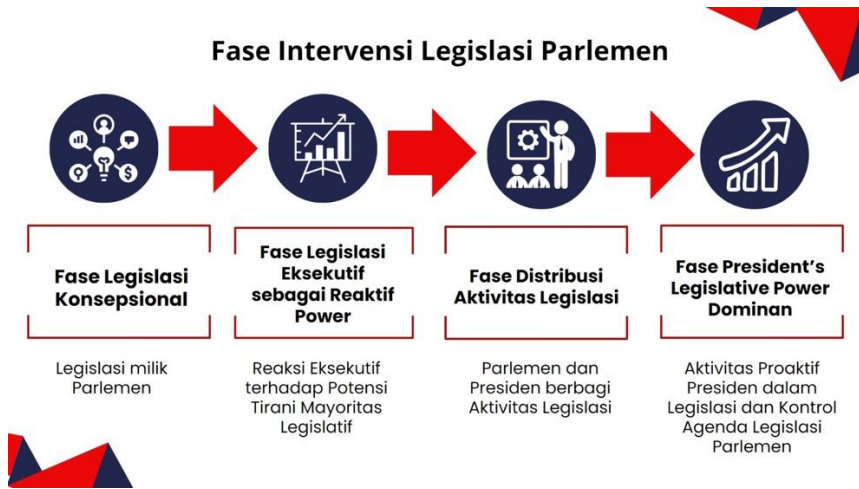 Fase Intervensi Legislasi Parlemen
Fase Legislasi
Konsepsional
Legislasi milik
Parlemen
Fase Legislasi
Eksekutif
sebagai Reaktif
Power
Reaksi Eksekutif
terhadap Potensi
Tirani Mayoritas
Legislatif
Fase Distribusi
Aktivitas Legislasi
Parlemen dan
Presiden berbagi
Aktivitas Legislasi
Fase President's
Legislative Power
Dominan
Aktivitas Proaktif
Presiden dalam
Legislasi dan Kontrol
Agenda Legislasi
Parlemen